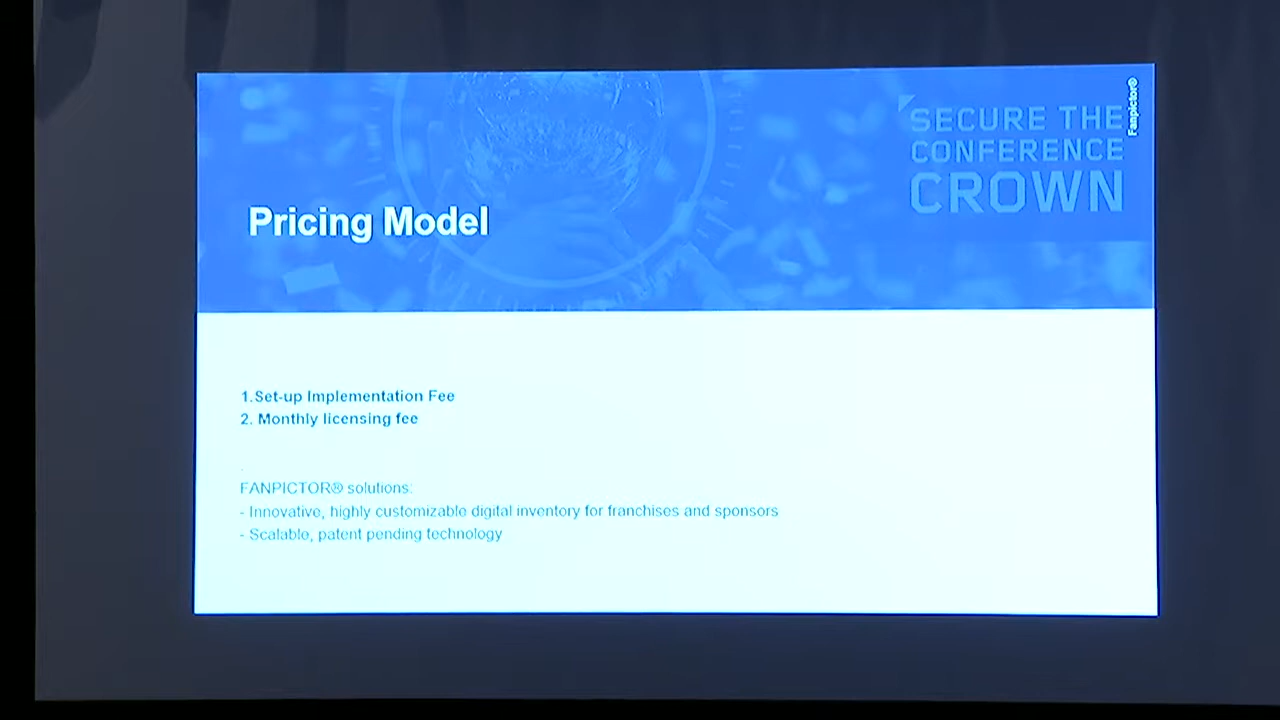 SECURE THE
CONFERENCE
CROWN
Fanpictor®
Pricing Model
1.Set-up Implementation Fee
2. Monthly licensing fee
FANPICTOR® solutions:
- Innovative, highly customizable digital inventory for franchises and sponsors
- Scalable, patent pending technology